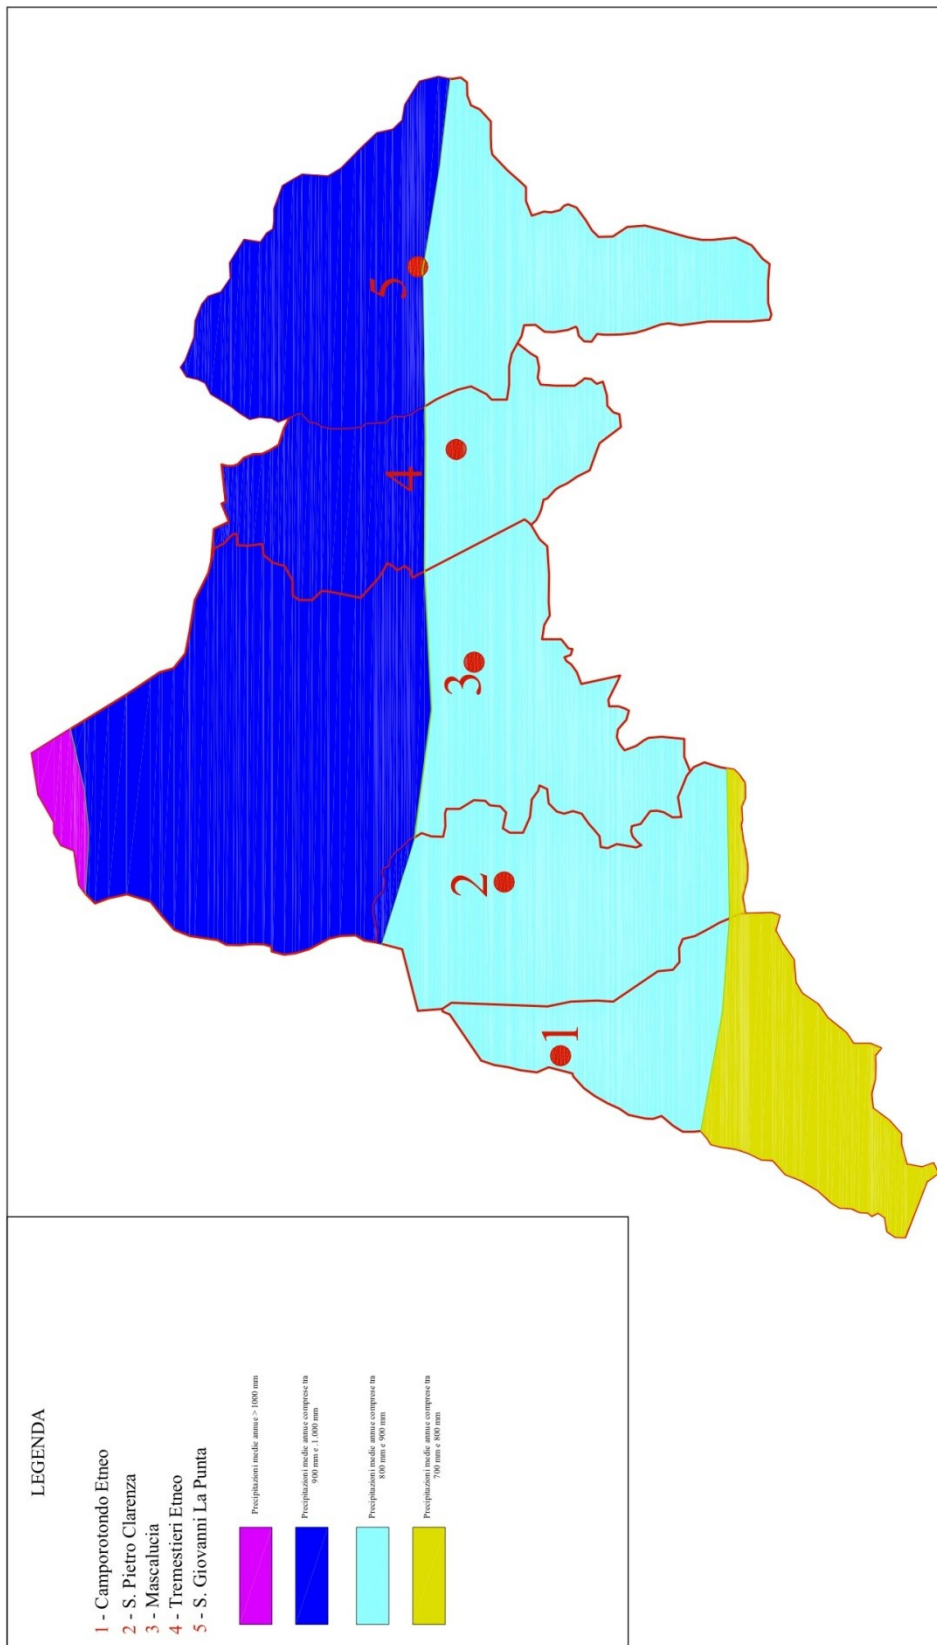 LEGENDA
1 - Camporotondo Etneo
2 - S. Pietro Clarenza
3 - Mascalucia
4 - Tremestieri Etneo
5 - S. Giovanni La Punta
Precipitazioni medie annue > 1000 mm
Precipitazioni medie annue comprese tra
900 mm e .1.000 mm
Precipitazioni medie annue comprese tra
800 mm e 900 mm
Precipitazioni medie annue comprese tra
700 mm e 800 mm
1
2
3
4
5